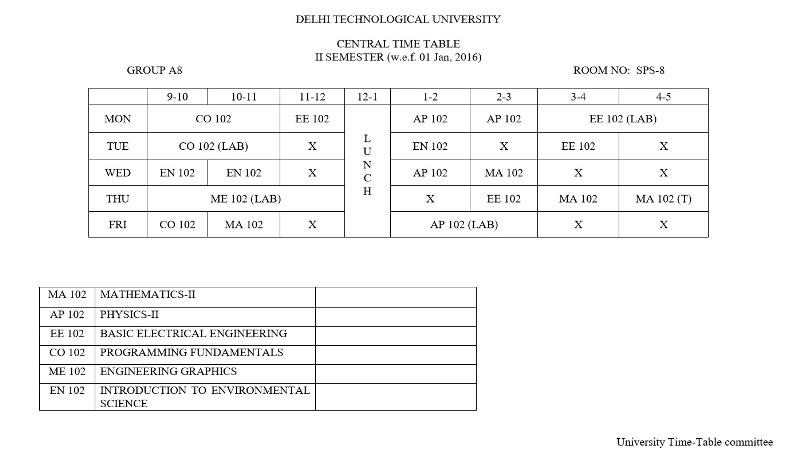 DELHI TECHNOLOGICAL UNIVERSITY
CENTRAL TIME TABLE
II SEMESTER (w.e.f. 01 Jan, 2016)
GROUP A8 ROOM NO: SPS-8
9-10 10-11 11-12 12-1 1-2 2-3 3-4 4-5
MON CO 102 EE 102 LUNCH AP 102 AP 102 EE 102 (LAB)
TUE CO 102 (LAB) X EN 102 X EE 102 X
WED EN 102 EN 102 X AP 102 MA 102 X X
THU ME 102 (LAB) X EE 102 MA 102 MA 102 (T)
FRI CO 102 MA 102 X AP 102 (LAB) X X
MA 102 MATHEMATICS-II
AP 102 PHYSICS-II
EE 102 BASIC ELECTRICAL ENGINEERING
CO 102 PROGRAMMING FUNDAMENTALS
ME 102 ENGINEERING GRAPHICS
EN 102 INTRODUCTION TO ENVIRONMENTAL
SCIENCE
University Time-Table committee